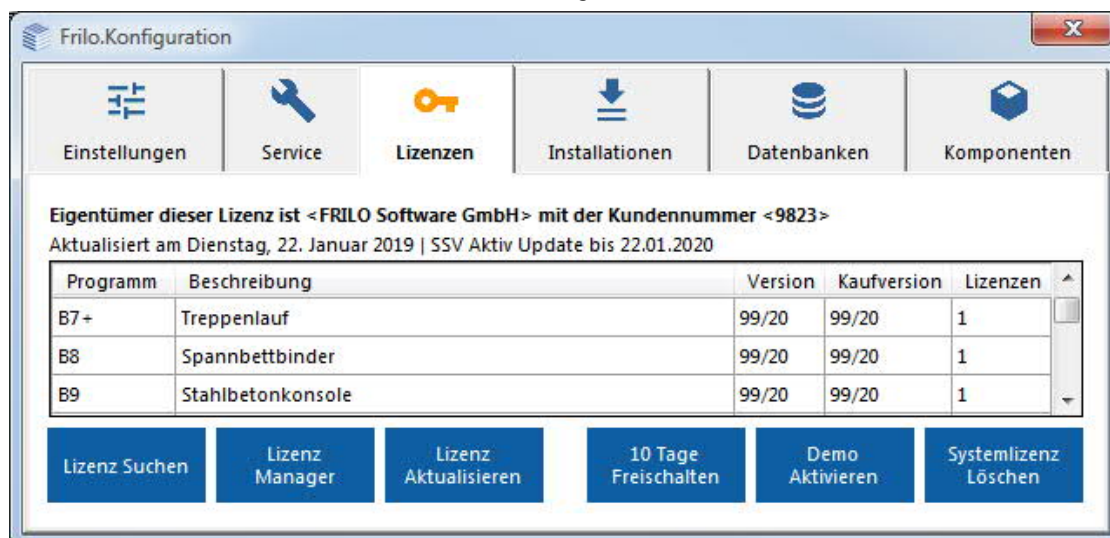 Frilo.Konfiguration
Einstellungen Service Lizenzen Installationen Datenbanken Komponenten
Eigentümer dieser Lizenz ist <FRILO Software GmbH> mit der Kundennummer <9823>
Aktualisiert am Dienstag, 22. Januar 2019 | SSV Aktiv Update bis 22.01.2020
Programm Beschreibung Version Kaufversion Lizenzen
B7+ Treppenlauf 99/20 99/20 1
B8 Spannbettbinder 99/20 99/20 1
B9 Stahlbetonkonsole 99/20 99/20 1
Lizenz Suchen
Lizenz
Manager
Lizenz
Aktualisieren
10 Tage
Freischalten
Demo
Aktivieren
Systemlizenz
Löschen